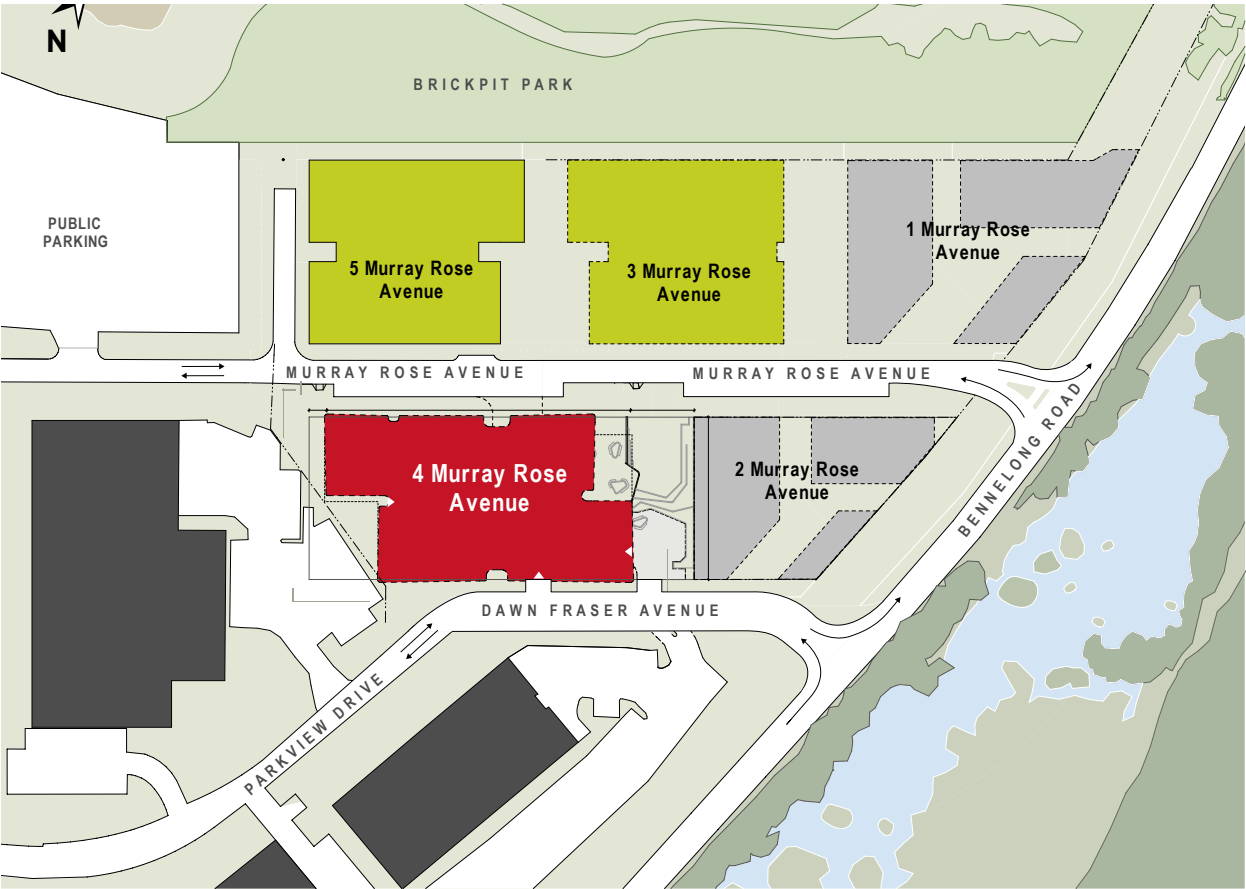 N
BRICKPIT PARK
PUBLIC
PARKING
1 Murray Rose
Avenue
5 Murray Rose
Avenue
3 Murray Rose
Avenue
MURRAY ROSE AVENUE
MURRAY ROSE AVENUE
4 Murray Rose
Avenue
2 Murray Rose
Avenue
BENNELONG ROAD
DAWN FRASER AVENUE
PARKVIEW DRIVE